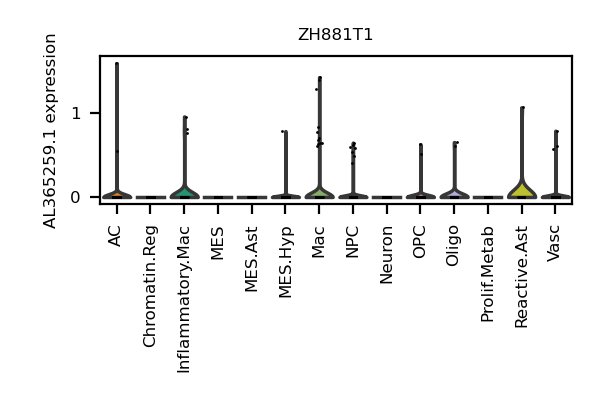 ZH881T1
AL365259.1 expression
1
0
AC
Chromatin.Reg
Inflammatory.Mac
MES
MES.Ast
MES.Hyp
Mac
NPC
Neuron
OPC
Oligo
Prolif.Metab
Reactive.Ast
Vasc